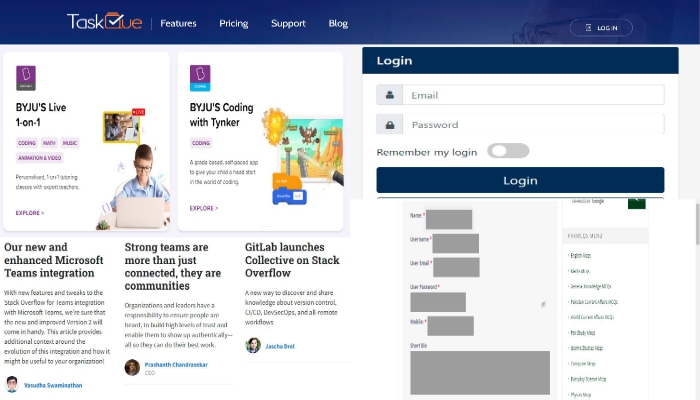 TaskQue
Features
Pricing
Support
Blog
LOG IN
BYJU'S Live
1-on-1
CODING
MATH
MUSIC
ANIMATION & VIDEO
Personalised, 1-on-1 tutoring
classes with expert teachers.
EXPLORE >
LIVE
BYJU'S Coding
with Tynker
CODING
A grade based, self paced app
to give your child a head start
in the world of coding.
EXPLORE >
Login
Email
Password
Remember my login
Login
Our new and
enhanced Microsoft
Teams integration
With new features and tweaks to the
Stack Overflow for Teams integration
with Microsoft Teams, we're sure that
the new and improved Version 2 will
come in handy. This article provides
additional context around the
evolution of this integration and how it
might be useful to your organization!
Vasudha Swaminathan
Strong teams are
more than just
connected, they are
communities
Organizations and leaders have a
responsibility to ensure people are
heard, to build high levels of trust and
enable them to show up authentically—
all so they can do their best work.
Prashanth Chandrasekar
CEO
GitLab launches
Collective on Stack
Overflow
A new way to discover and share
knowledge about version control,
CI/CD, DevSecOps, and all-remote
workflows
Jascha Drel
Name: *
Username *
User Email *
User Password *
Mobile: *
Short Bio
Google
MENU
English Mcqs
Maths Mcqs
General Knowledge MCQs
Pakistan Current Affairs MCQs
World Current Affairs MCQs
Pak Study Mcqs
Islamic Studies Mcqs
Computer Mcqs
Everyday Science Mcqs
Physics Mcqs